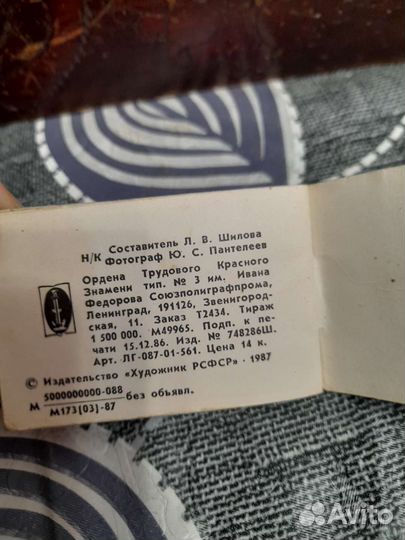 Составитель Л. В. Шилова
Н/К Фотограф Ю. С. Пантелеев
Ордена Трудового Красного
Знамени тип. № 3 им. Ивана
Федорова Союзполиграфпрома,
Ленинград, 191126, Звенигород-
ская, 11. Заказ Т2434. Тираж
1 500 000. М49965. Подп. к пе-
чати 15.12.86. Изд. № 748286Ш.
Арт. ЛГ-087-01-561. Цена 14 к.
© Издательство «Художник РСФСР» · 1987
5000000000-088
М без объявл.
М173[03]-87
Avito